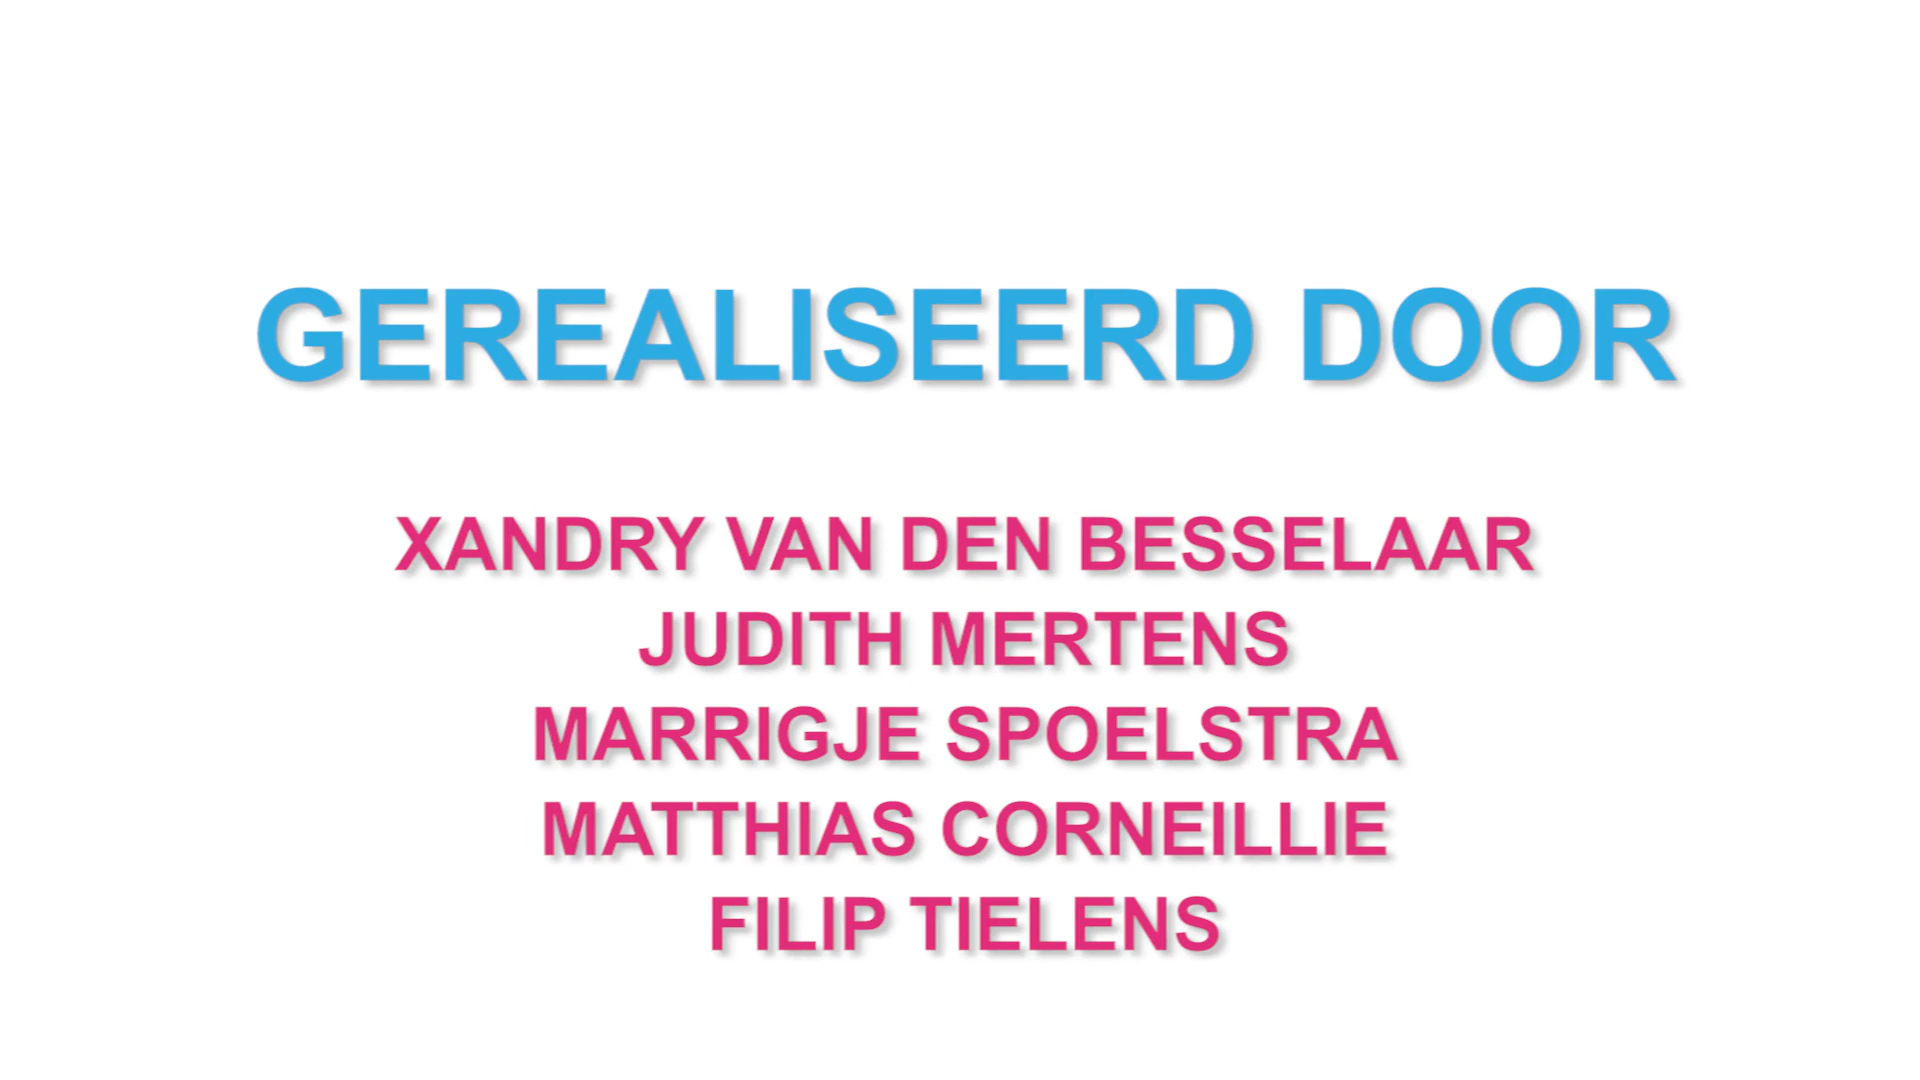 GEREALISEERD DOOR
XANDRY VAN DEN BESSELAAR
JUDITH MERTENS
MARRIGJE SPOELSTRA
MATTHIAS CORNEILLIE
FILIP TIELENS